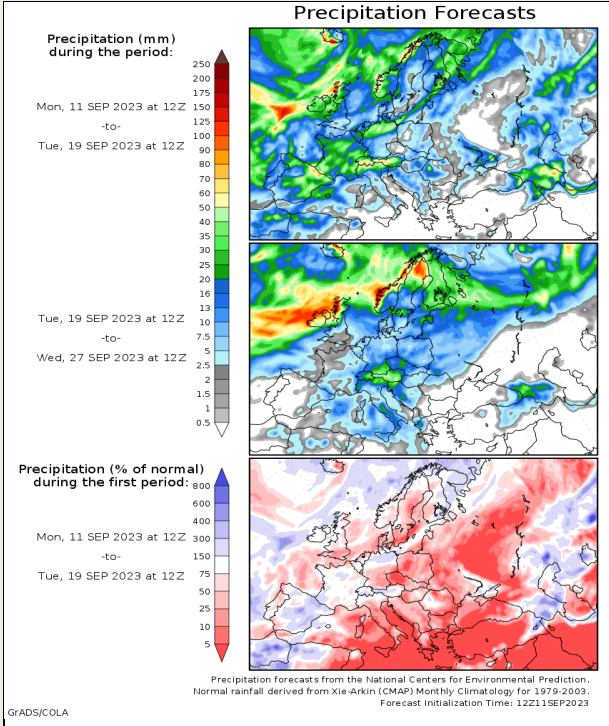 Precipitation Forecasts
Precipitation (mm)
during the period:
Mon, 11 SEP 2023 at 12Z
-to-
Tue, 19 SEP 2023 at 12Z
250
200
175
150
125
100
90
80
70
60
50
40
35
30
25
20
16
13
10
7.5
5
2.5
2
1.5
1
0.5
Tue, 19 SEP 2023 at 12Z
-to-
Wed, 27 SEP 2023 at 12Z
Precipitation (% of normal)
during the first period:
Mon, 11 SEP 2023 at 12Z
-to-
Tue, 19 SEP 2023 at 12Z
800
600
400
300
150
75
50
25
10
5
Precipitation forecasts from the National Centers for Environmental Prediction.
Normal rainfall derived from Xie-Arkin (CMAP) Monthly Climatology for 1979-2003.
Forecast Initialization Time: 12Z11SEP2023
GrADS/COLA